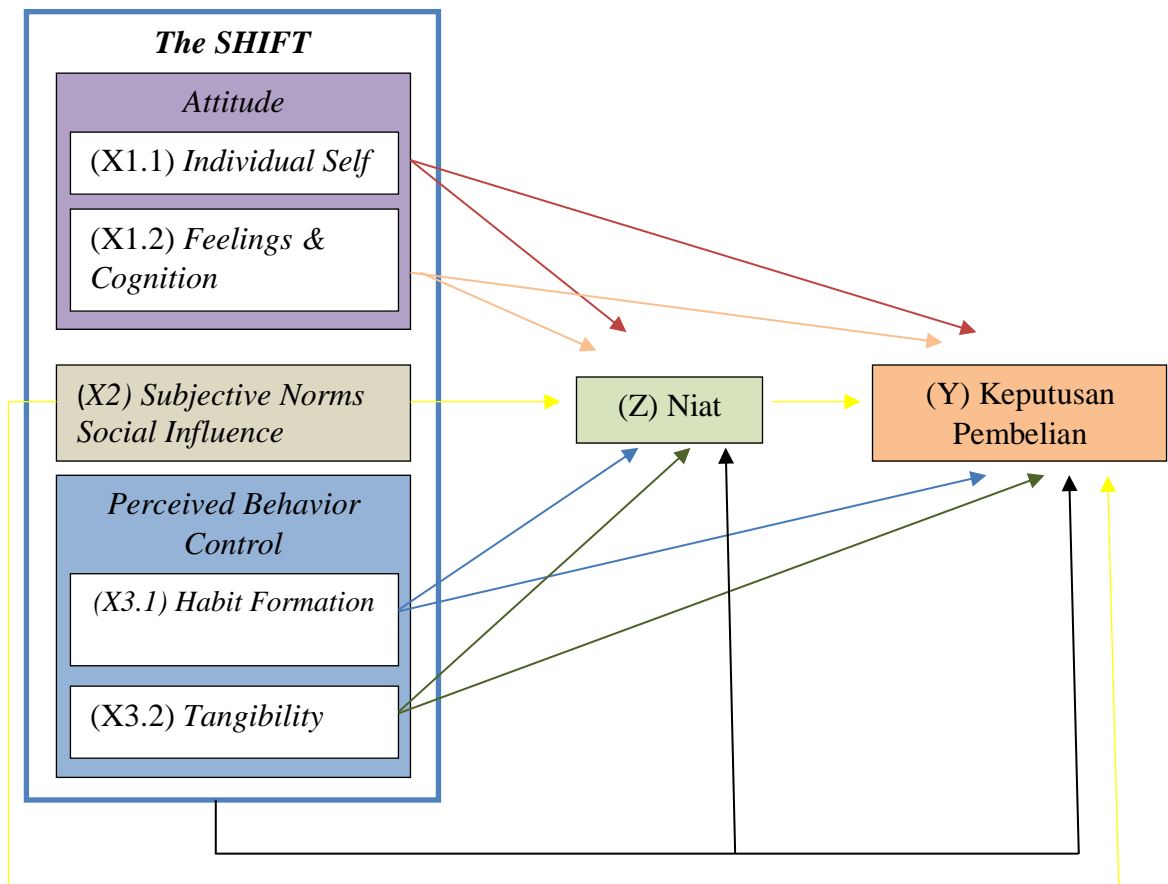 The SHIFT
Attitude
(X1.1) Individual Self
(X1.2) Feelings &
Cognition
(X2) Subjective Norms
Social Influence
Perceived Behavior
Control
(X3.1) Habit Formation
(X3.2) Tangibility
(Z) Niat
(Y) Keputusan
Pembelian